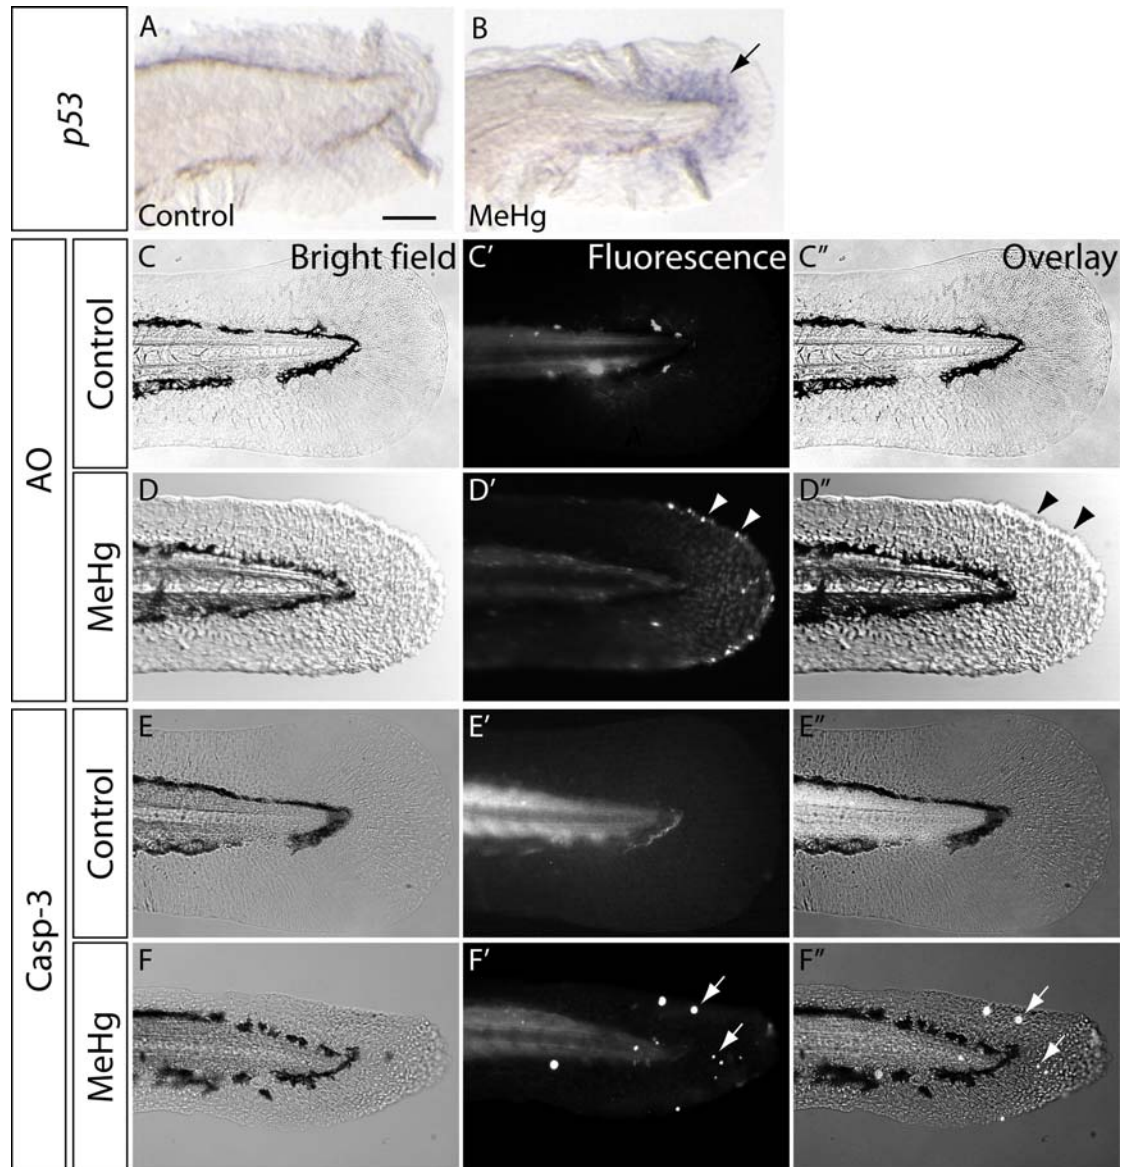 p53
A
Control
B
MeHg
AO
Control
C
Bright field
C'
Fluorescence
C"
Overlay
MeHg
D
D'
D"
Casp-3
Control
E
E'
E"
MeHg
F
F'
F"